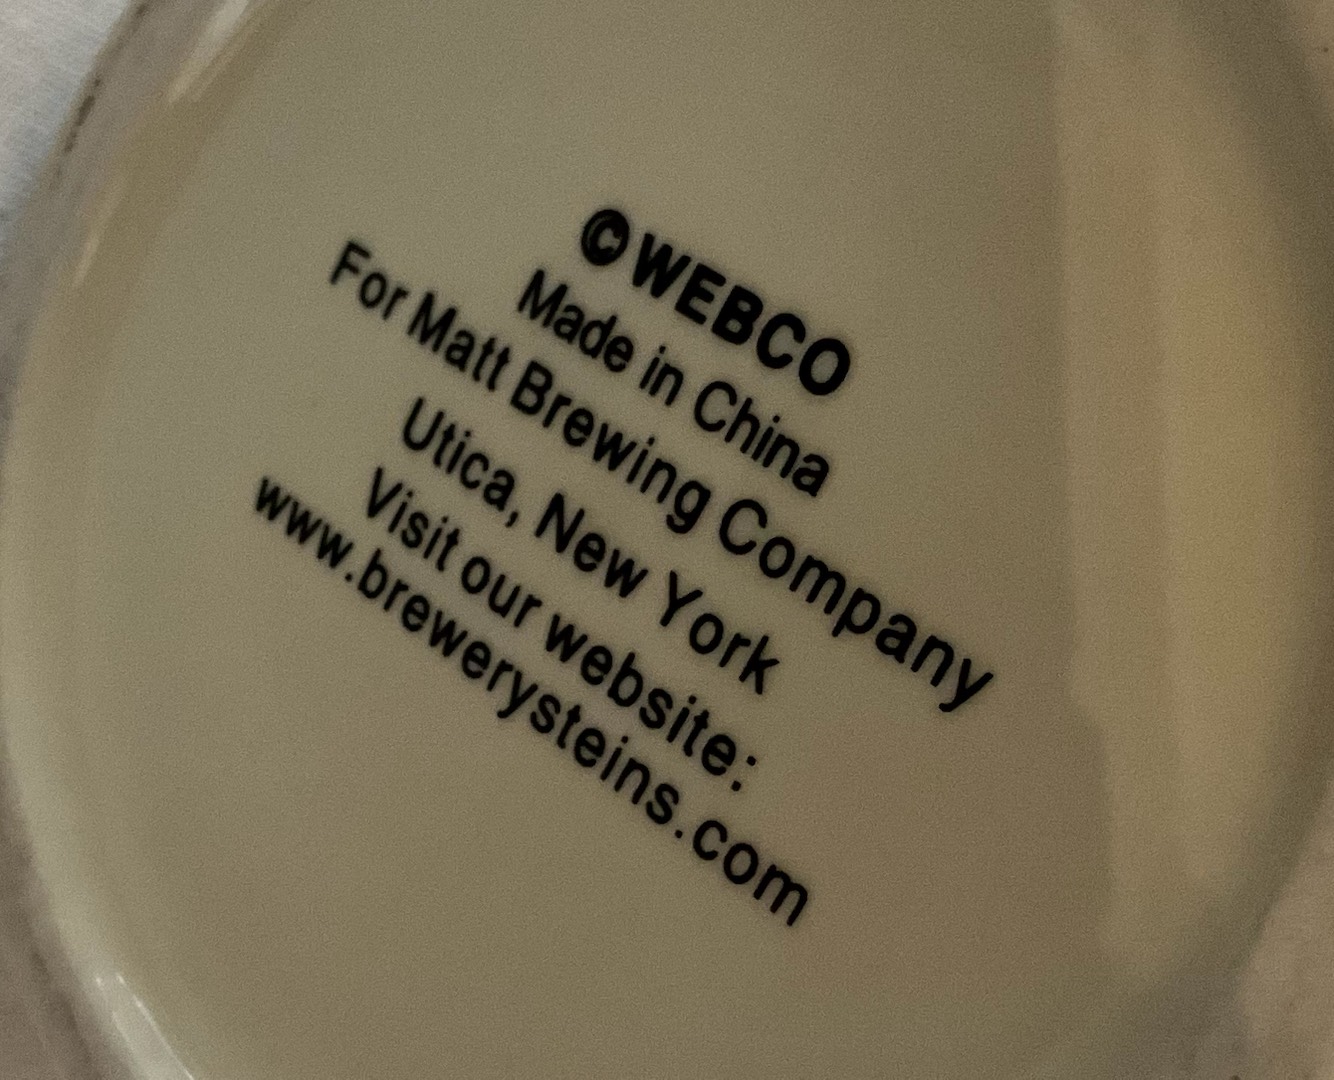 ©WEBCO
Made in China
For Matt Brewing Company
Utica, New York
Visit our website:
www.brewerysteins.com